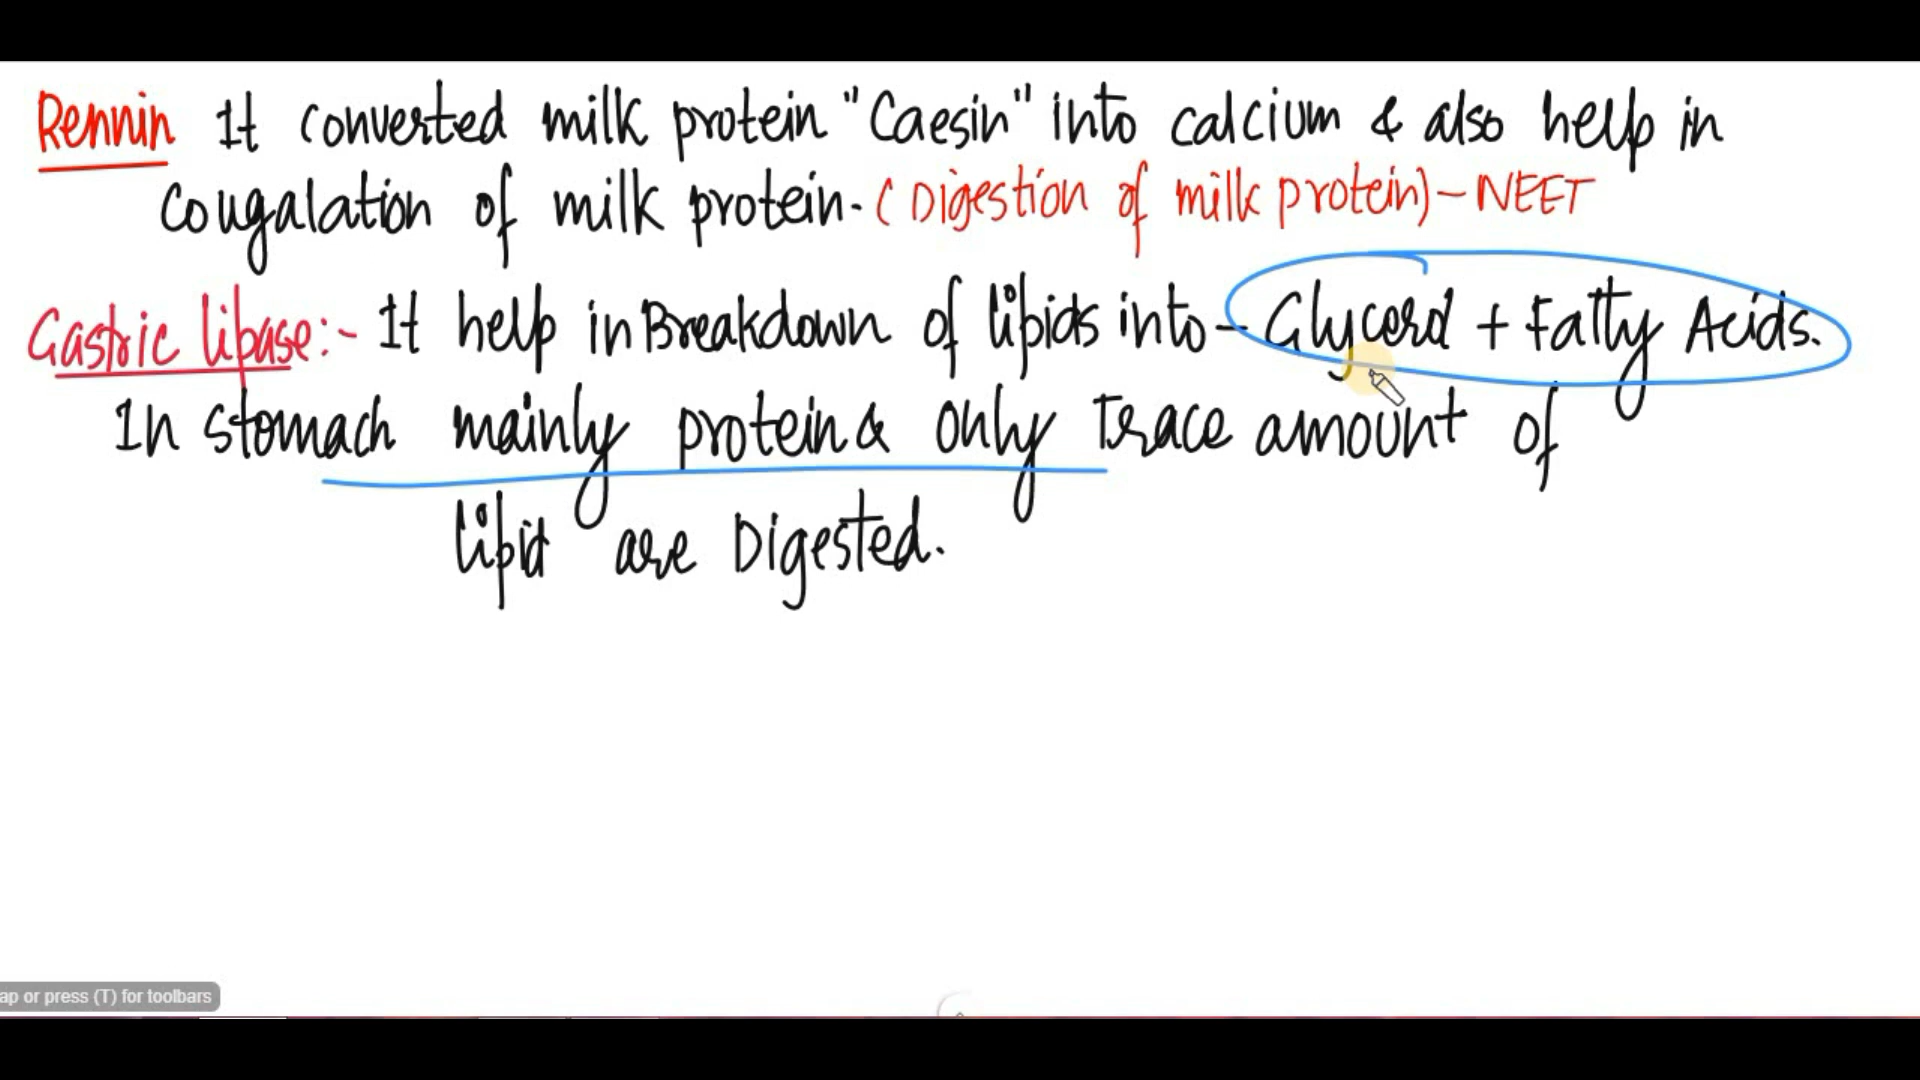 Rennin It converted milk protein "Caesin" into calcium & also help in
Cougalation of milk protein. (Digestion of milk protein) - NEET
Gastric lipase:- It help in Breakdown of lipids into - Glycerol + Fatty Acids.
In stomach mainly protein & only Trace amount of
lipid are Digested.
ap or press (T) for toolbars